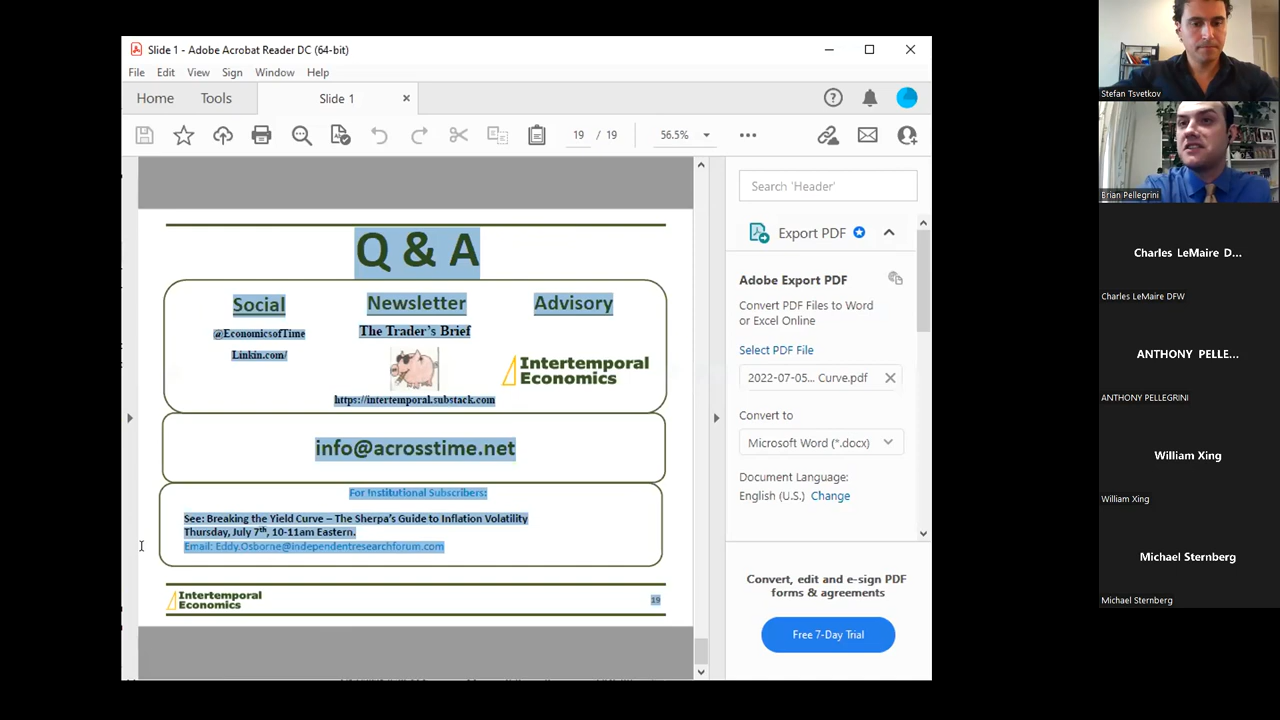 Slide 1 - Adobe Acrobat Reader DC (64-bit)
File Edit View Sign Window Help
Home Tools Slide 1
19 / 19 56.5%
Search 'Header'
Export PDF
Adobe Export PDF
Convert PDF Files to Word
or Excel Online
Select PDF File
2022-07-05... Curve.pdf
Convert to
Microsoft Word (*.docx)
Document Language:
English (U.S.) Change
Convert, edit and e-sign PDF
forms & agreements
Free 7-Day Trial
Q & A
Social
@EconomicsofTime
Linkin.com/
Newsletter
The Trader's Brief
https://intertemporal.substack.com
Advisory
Intertemporal
Economics
info@acrosstime.net
For Institutional Subscribers:
See: Breaking the Yield Curve – The Sherpa's Guide to Inflation Volatility
Thursday, July 7th, 10-11am Eastern.
Email: Eddy.Osborne@independentresearchforum.com
Intertemporal
Economics
19
Stefan Tsvetkov
Brian Pellegrini
Charles LeMaire D...
Charles LeMaire DFW
ANTHONY PELLE...
ANTHONY PELLEGRINI
William Xing
William Xing
Michael Sternberg
Michael Sternberg